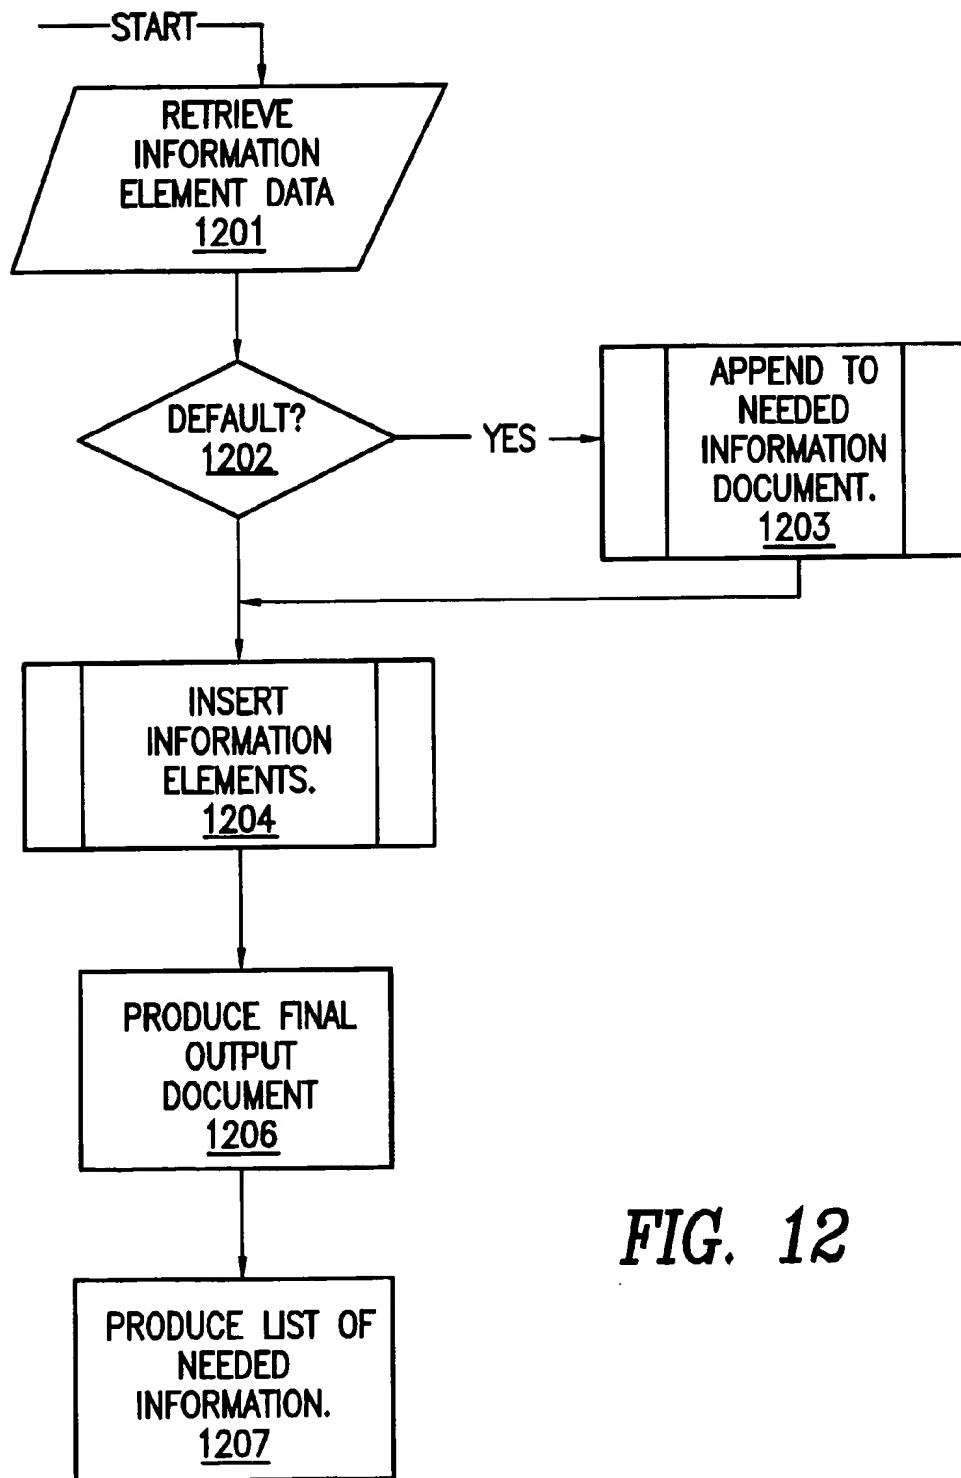 START
RETRIEVE
INFORMATION
ELEMENT DATA
1201
DEFAULT?
1202
YES
APPEND TO
NEEDED
INFORMATION
DOCUMENT.
1203
INSERT
INFORMATION
ELEMENTS.
1204
PRODUCE FINAL
OUTPUT
DOCUMENT
1206
PRODUCE LIST OF
NEEDED
INFORMATION.
1207
FIG. 12